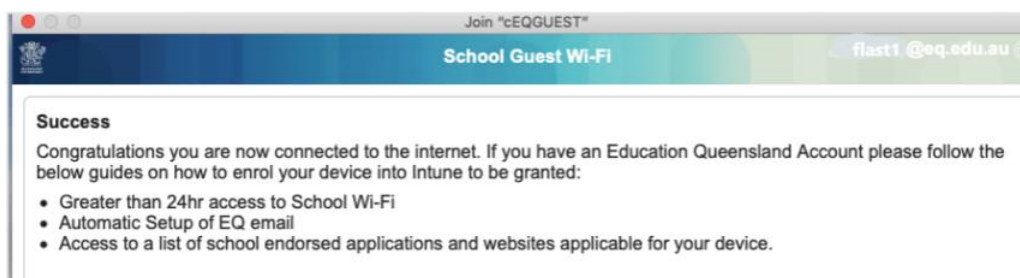 Join "cEQGUEST"
School Guest Wi-Fi
flast1 @eq.edu.au
Success
Congratulations you are now connected to the internet. If you have an Education Queensland Account please follow the
below guides on how to enrol your device into Intune to be granted:
• Greater than 24hr access to School Wi-Fi
• Automatic Setup of EQ email
• Access to a list of school endorsed applications and websites applicable for your device.